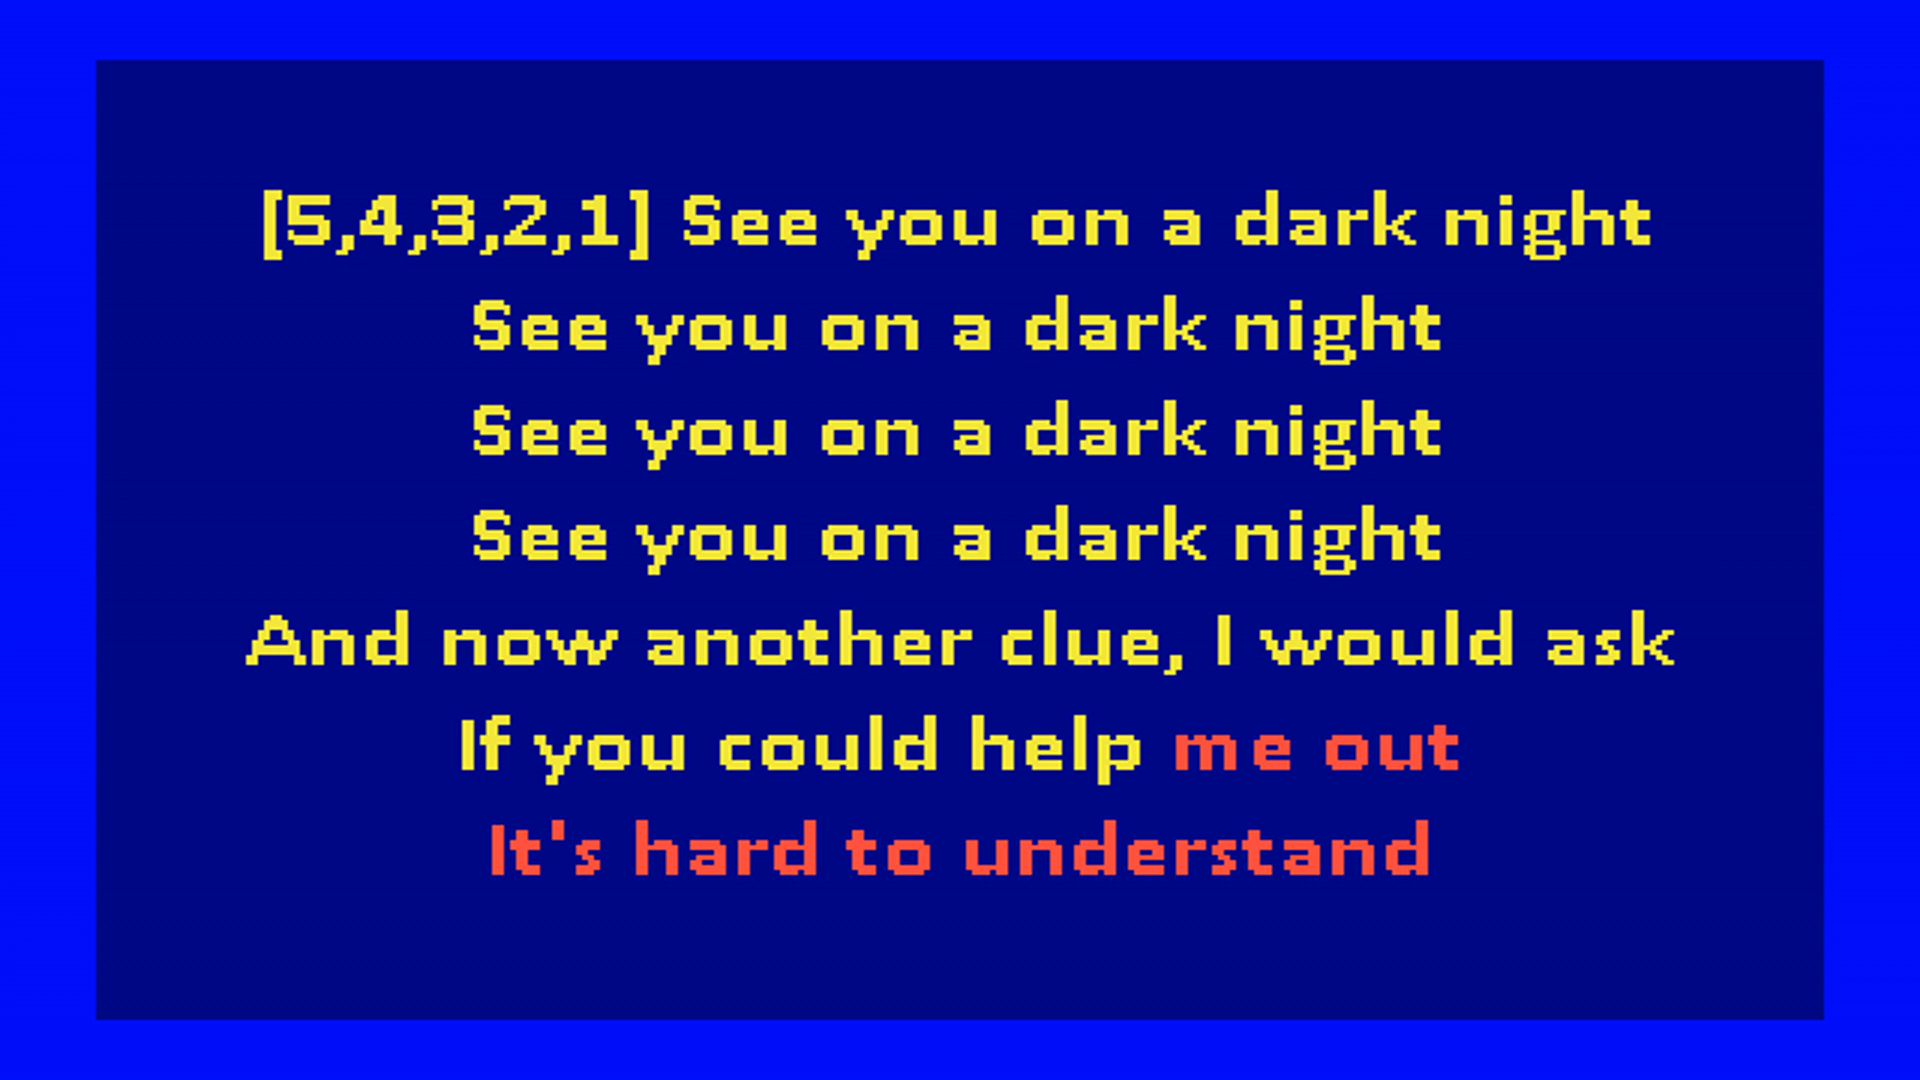 [5,4,3,2,1] See you on a dark night
See you on a dark night
See you on a dark night
See you on a dark night
And now another clue, I would ask
If you could help me out
It's hard to understand